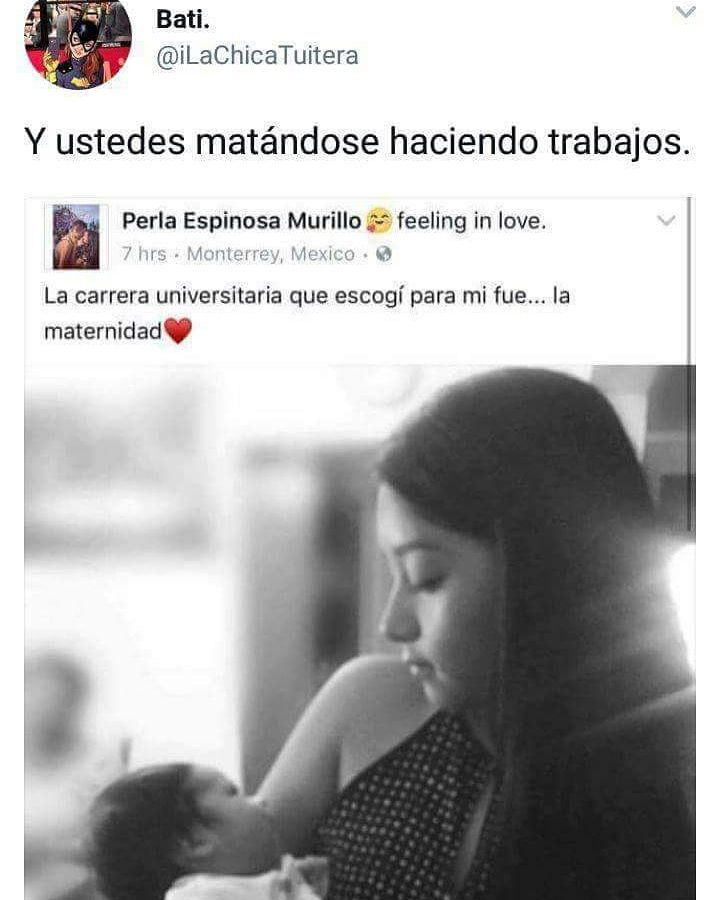 Bati.
@iLaChicaTuitera
Y ustedes matándose haciendo trabajos.
Perla Espinosa Murillo 🤗 feeling in love.
7 hrs · Monterrey, Mexico ·
La carrera universitaria que escogí para mi fue... la
maternidad❤️